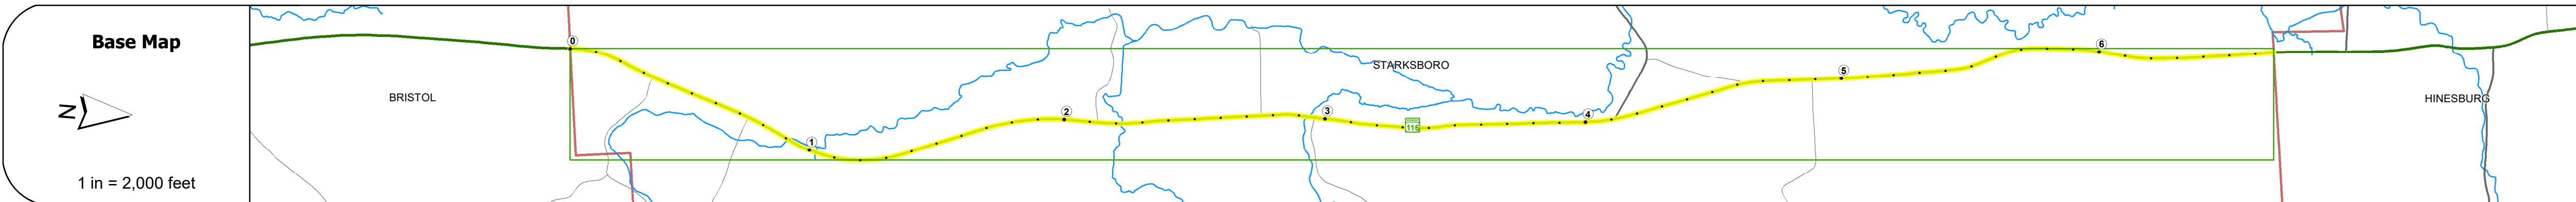 Base Map
N
1 in = 2,000 feet
BRISTOL
0
1
2
3
116
STARKSBORO
4
5
6
HINESBURG